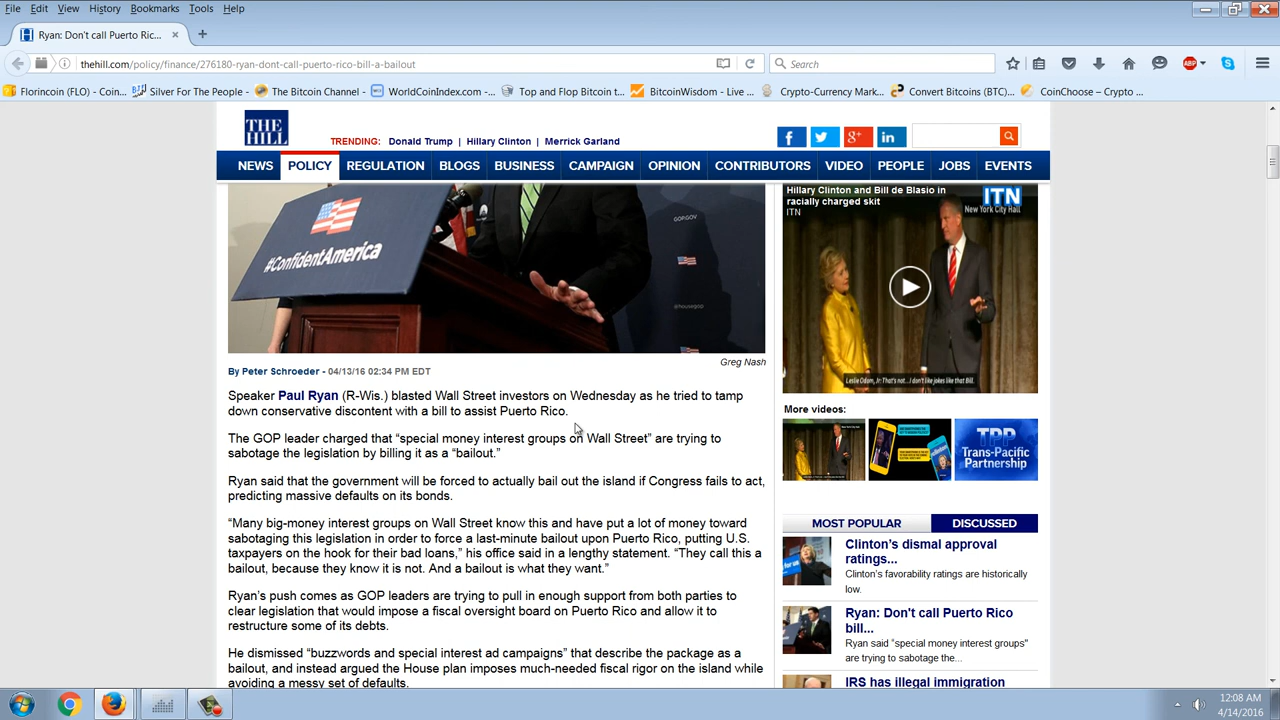 File Edit View History Bookmarks Tools Help
Ryan: Don't call Puerto Ric...
thehill.com/policy/finance/276180-ryan-dont-call-puerto-rico-bill-a-bailout
Search
Florincoin (FLO) - Coin...
Silver For The People - ...
The Bitcoin Channel - ...
WorldCoinIndex.com -...
Top and Flop Bitcoin t...
BitcoinWisdom - Live ...
Crypto-Currency Mark...
Convert Bitcoins (BTC)...
CoinChoose – Crypto ...
THE HILL
TRENDING: Donald Trump | Hillary Clinton | Merrick Garland
NEWS POLICY REGULATION BLOGS BUSINESS CAMPAIGN OPINION CONTRIBUTORS VIDEO PEOPLE JOBS EVENTS
#ConfidentAmerica
GOP.GOV
@housegop
Greg Nash
By Peter Schroeder - 04/13/16 02:34 PM EDT
Speaker Paul Ryan (R-Wis.) blasted Wall Street investors on Wednesday as he tried to tamp
down conservative discontent with a bill to assist Puerto Rico.
The GOP leader charged that “special money interest groups on Wall Street” are trying to
sabotage the legislation by billing it as a “bailout.”
Ryan said that the government will be forced to actually bail out the island if Congress fails to act,
predicting massive defaults on its bonds.
“Many big-money interest groups on Wall Street know this and have put a lot of money toward
sabotaging this legislation in order to force a last-minute bailout upon Puerto Rico, putting U.S.
taxpayers on the hook for their bad loans,” his office said in a lengthy statement. “They call this a
bailout, because they know it is not. And a bailout is what they want.”
Ryan’s push comes as GOP leaders are trying to pull in enough support from both parties to
clear legislation that would impose a fiscal oversight board on Puerto Rico and allow it to
restructure some of its debts.
He dismissed “buzzwords and special interest ad campaigns” that describe the package as a
bailout, and instead argued the House plan imposes much-needed fiscal rigor on the island while
avoiding a messy set of defaults.
Hillary Clinton and Bill de Blasio in
racially charged skit
ITN
ITN
New York City Hall
Leslie Odom, Jr: That's not... I don't like jokes like that Bill.
More videos:
TPP
Trans-Pacific
Partnership
MOST POPULAR DISCUSSED
Clinton’s dismal approval
ratings...
Clinton’s favorability ratings are historically
low.
Ryan: Don't call Puerto Rico
bill...
Ryan said "special money interest groups"
are trying to sabotage the...
IRS has illegal immigration
12:08 AM
4/14/2016